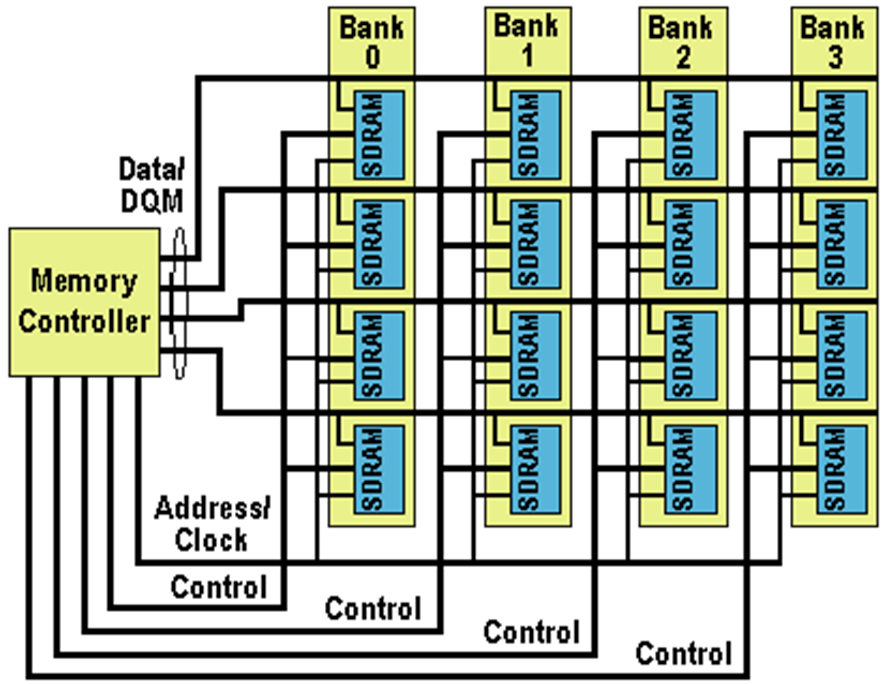 Bank
0
Bank
1
Bank
2
Bank
3
SDRAM
SDRAM
SDRAM
SDRAM
Data/
DQM
SDRAM
SDRAM
SDRAM
SDRAM
Memory
Controller
SDRAM
SDRAM
SDRAM
SDRAM
SDRAM
SDRAM
SDRAM
SDRAM
Address/
Clock
Control
Control
Control
Control